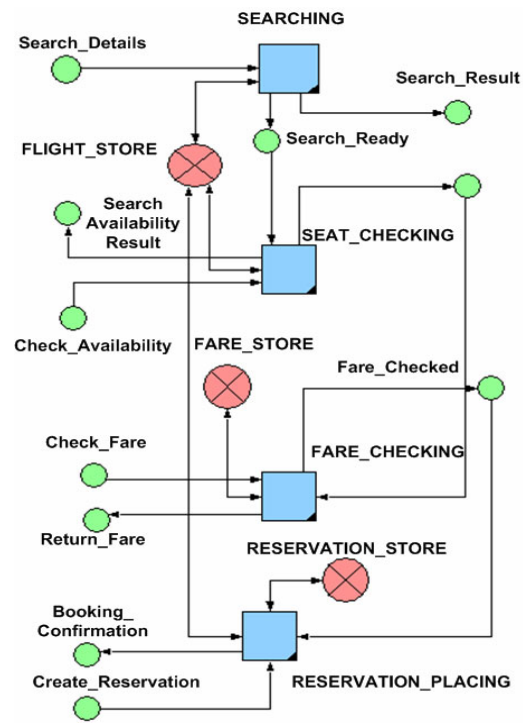 SEARCHING
Search_Details
Search_Result
Search_Ready
FLIGHT_STORE
Search
Availability
Result
SEAT_CHECKING
Check_Availability
FARE_STORE
Fare_Checked
Check_Fare
FARE_CHECKING
Return_Fare
RESERVATION_STORE
Booking_
Confirmation
Create_Reservation
RESERVATION_PLACING